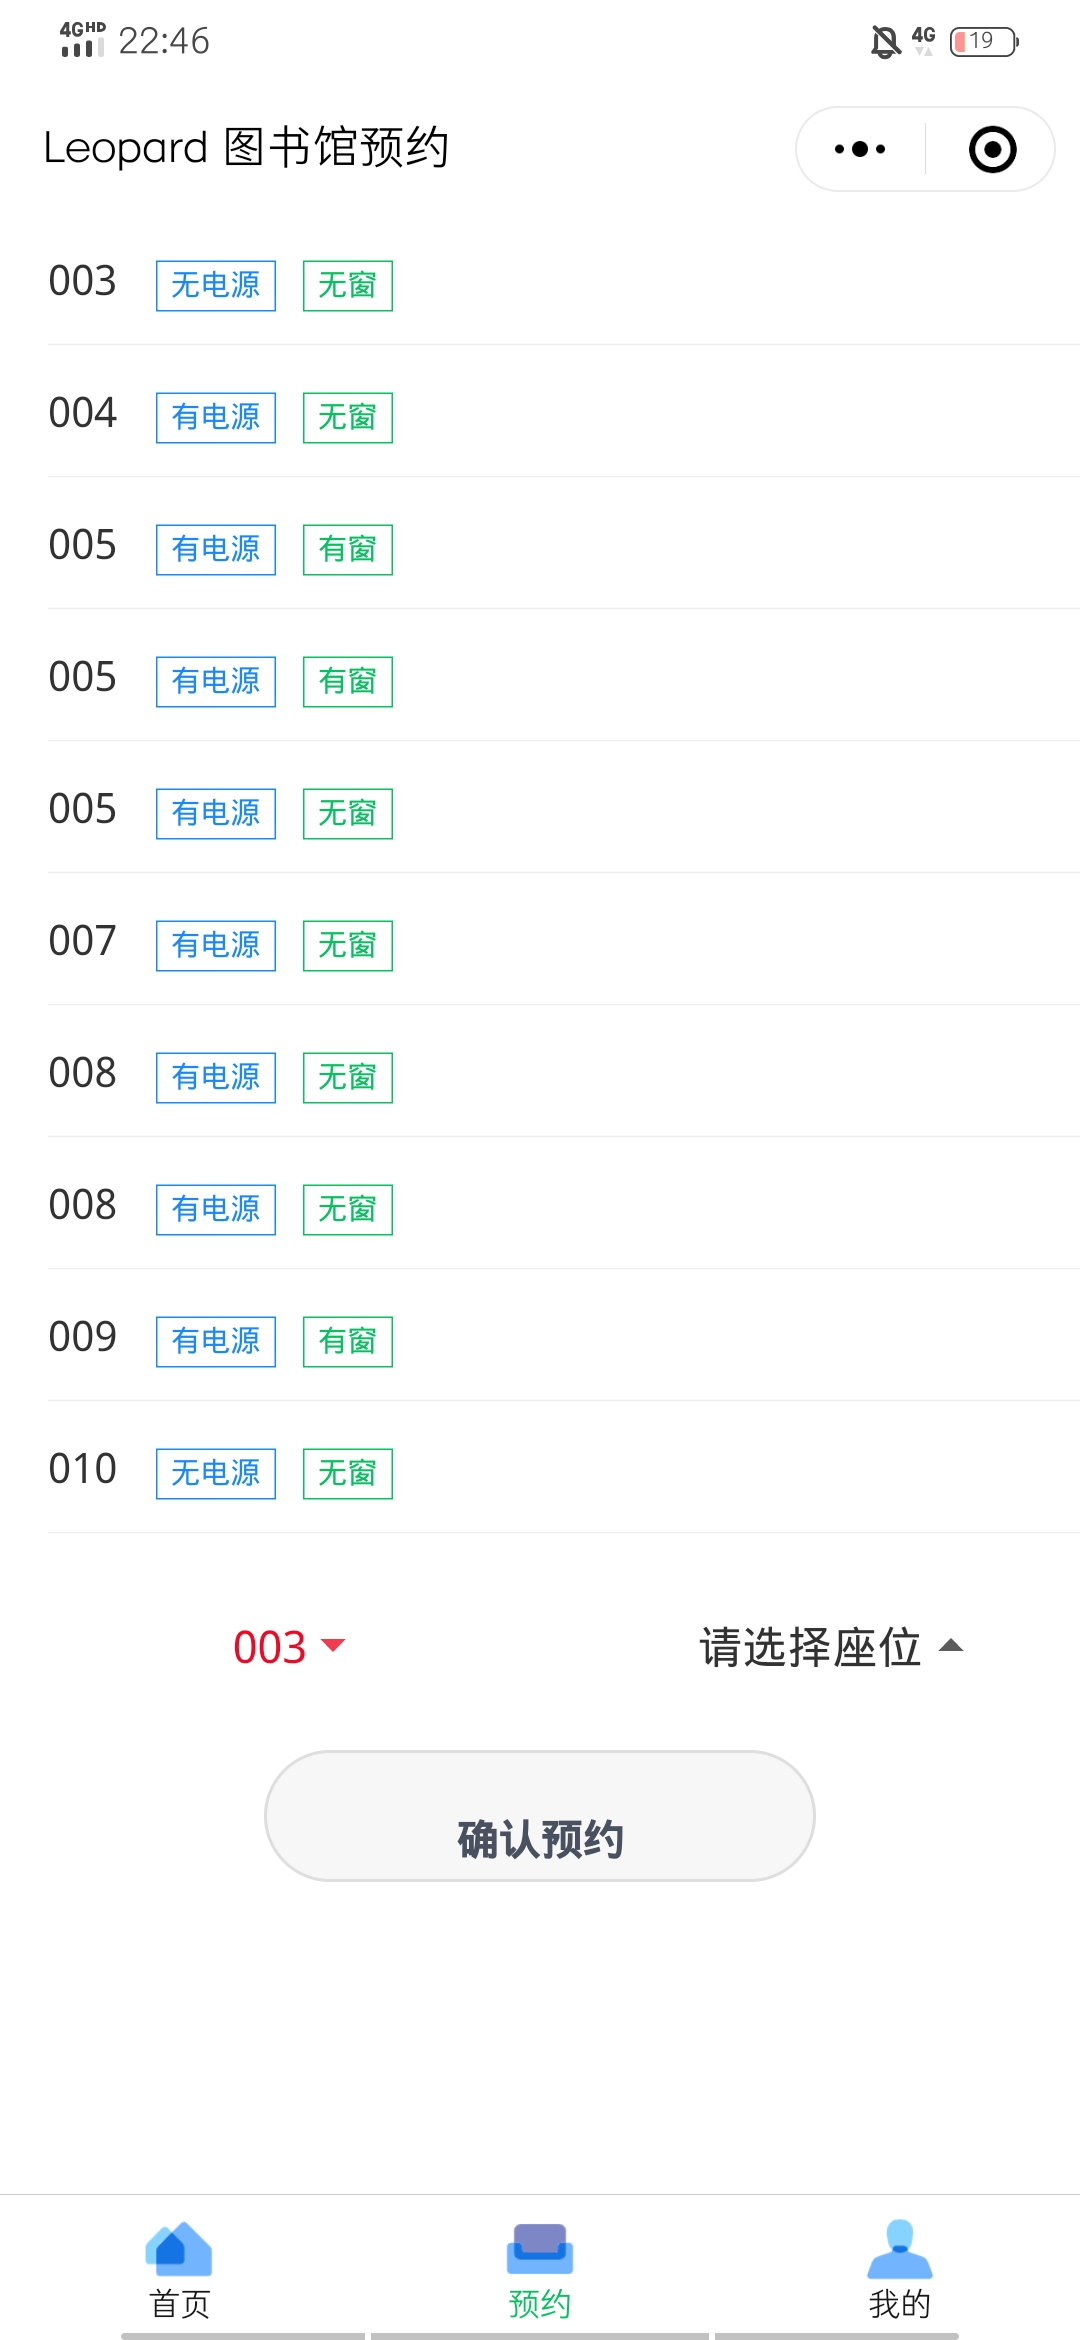 4G HD 22:46 4G 19
Leopard 图书馆预约
003 无电源 无窗
004 有电源 无窗
005 有电源 有窗
005 有电源 有窗
005 有电源 无窗
007 有电源 无窗
008 有电源 无窗
008 有电源 无窗
009 有电源 有窗
010 无电源 无窗
003 请选择座位
确认预约
首页 预约 我的